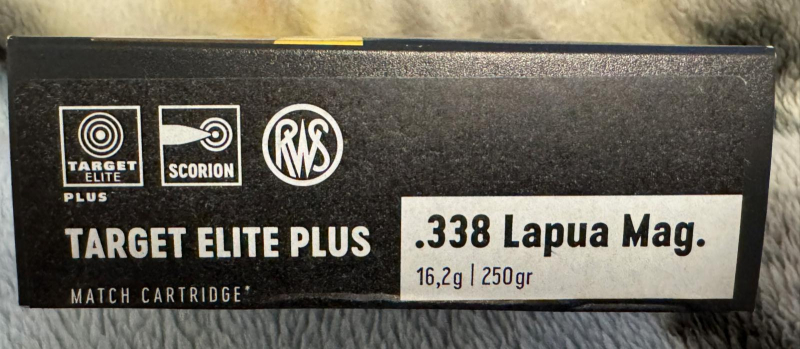 TARGET
ELITE
PLUS
SCORION
RWS
TARGET ELITE PLUS
MATCH CARTRIDGE*
.338 Lapua Mag.
16,2g | 250gr